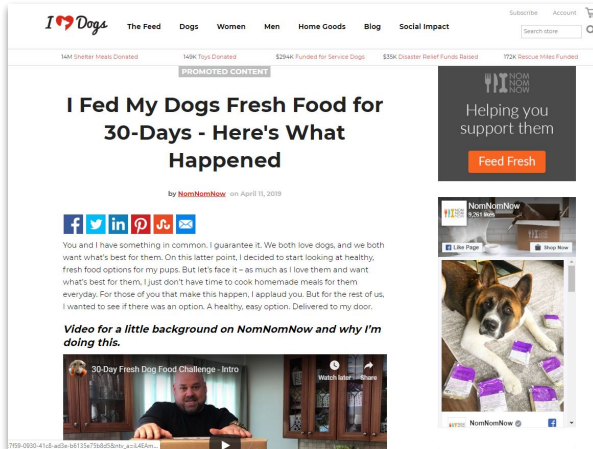 I Dogs
The Feed Dogs Women Men Home Goods Blog Social Impact
Subscribe Account
Search store
14M Shelter Meals Donated 149K Toys Donated $294K Funded for Service Dogs $35K Disaster Relief Funds Raised 172K Rescue Miles Funded
PROMOTED CONTENT
I Fed My Dogs Fresh Food for
30-Days - Here's What
Happened
by NomNomNow on April 11, 2019
You and I have something in common. I guarantee it. We both love dogs, and we both
want what's best for them. On this latter point, I decided to start looking at healthy,
fresh food options for my pups. But let's face it – as much as I love them and want
what's best for them, I just don't have time to cook homemade meals for them
everyday. For those of you that make this happen, I applaud you. But for the rest of us,
I wanted to see if there was an option. A healthy, easy option. Delivered to my door.
Video for a little background on NomNomNow and why I'm
doing this.
30-Day Fresh Dog Food Challenge - Intro
Watch later Share
NOM
NOM
NOW
Helping you
support them
Feed Fresh
NomNomNow
9,251 likes
Like Page Shop Now
NomNomNow